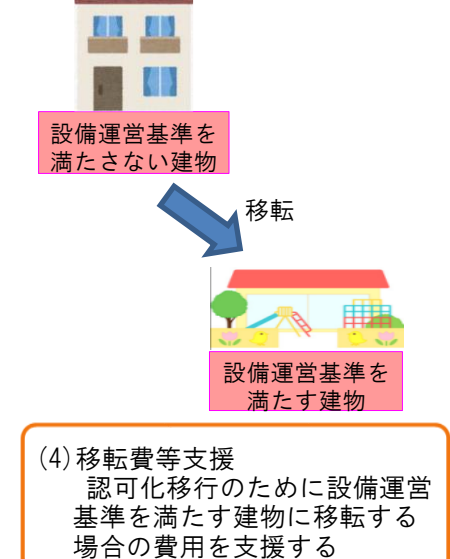 設備運営基準を
満たさない建物
移転
設備運営基準を
満たす建物
(4)移転費等支援
認可化移行のために設備運営
基準を満たす建物に移転する
場合の費用を支援する